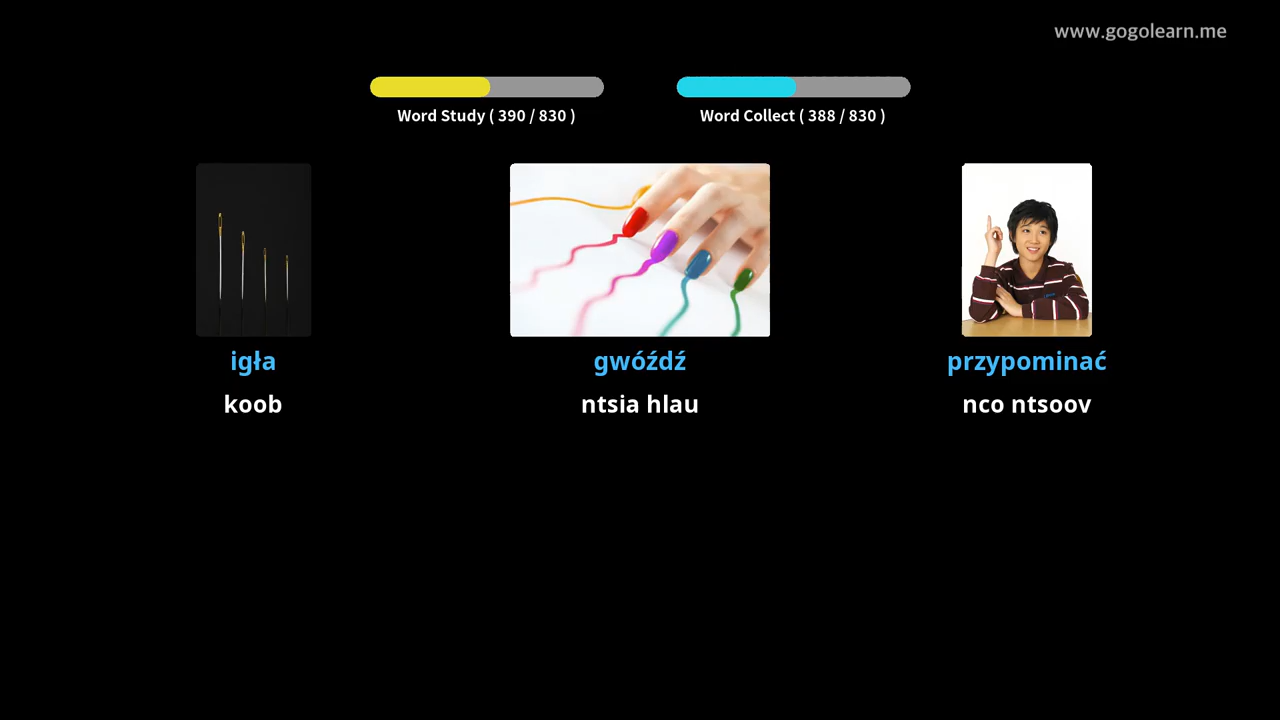 www.gogolearn.me
Word Study ( 390 / 830 )
Word Collect ( 388 / 830 )
igła
koob
gwóźdź
ntsia hlau
przypominać
nco ntsoov